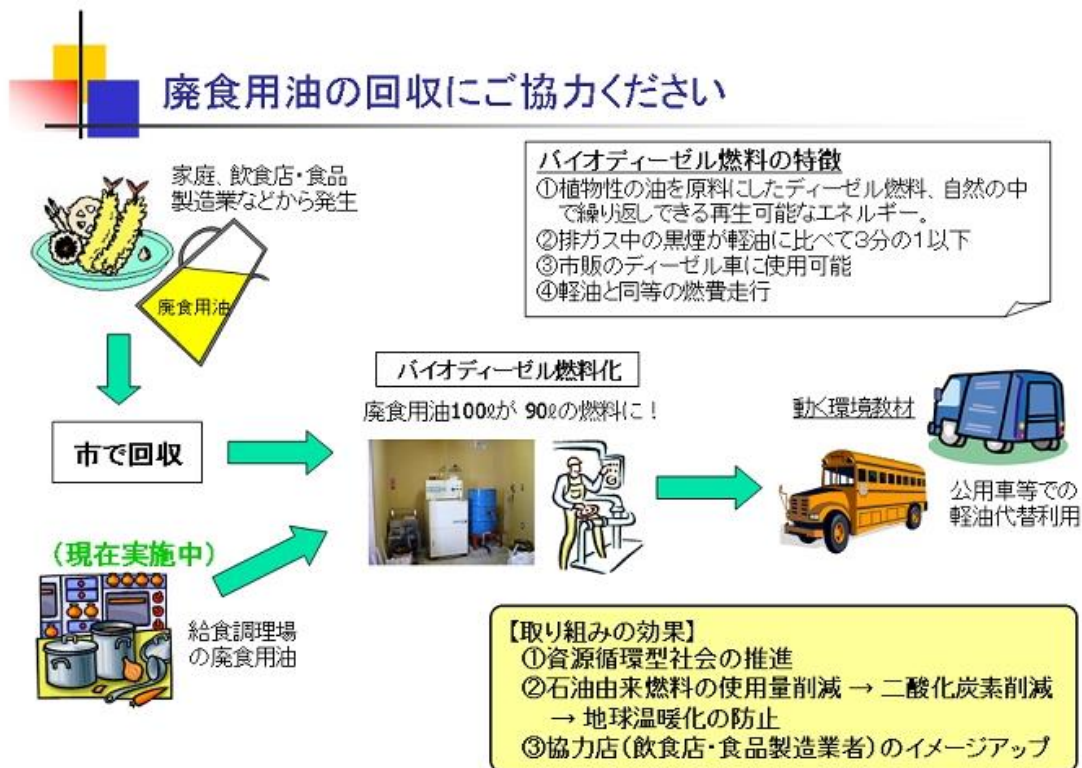 廃食用油の回収にご協力ください
家庭、飲食店・食品
製造業などから発生
廃食用油
バイオディーゼル燃料の特徴
①植物性の油を原料にしたディーゼル燃料、自然の中
で繰り返しできる再生可能なエネルギー。
②排ガス中の黒煙が軽油に比べて3分の1以下
③市販のディーゼル車に使用可能
④軽油と同等の燃費走行
市で回収
バイオディーゼル燃料化
廃食用油100ℓが 90ℓの燃料に！
動く環境教材
公用車等での
軽油代替利用
（現在実施中）
給食調理場
の廃食用油
【取り組みの効果】
①資源循環型社会の推進
②石油由来燃料の使用量削減 → 二酸化炭素削減
→ 地球温暖化の防止
③協力店(飲食店・食品製造業者)のイメージアップ